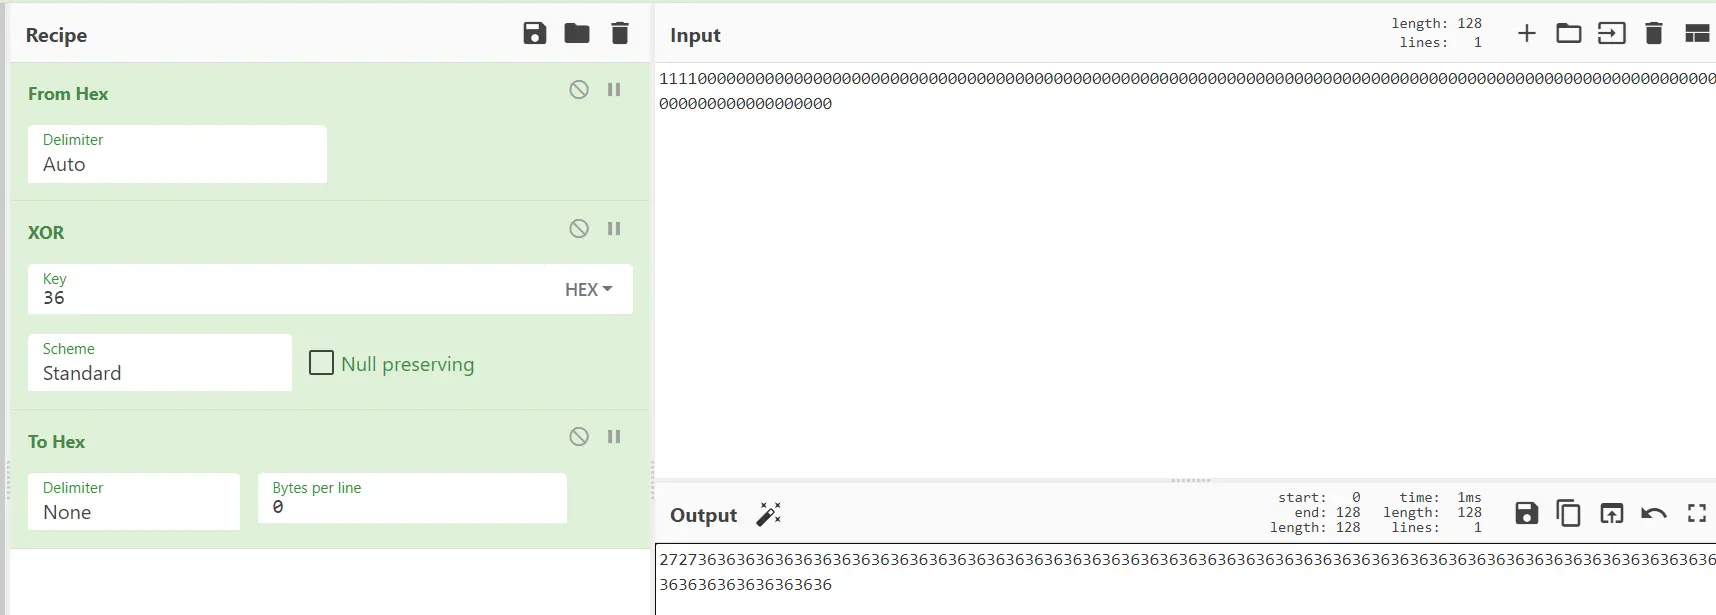 Recipe
From Hex
Delimiter
Auto
XOR
Key
36
HEX
Scheme
Standard
Null preserving
To Hex
Delimiter
None
Bytes per line
0
Input
length: 128
lines: 1
11110000000000000000000000000000000000000000000000000000000000000000000000000000000000000000000000000000000000
000000000000000000
Output
start: 0 time: 1ms
end: 128 length: 128
length: 128 lines: 1
27273636363636363636363636363636363636363636363636363636363636363636363636363636363636363636363636363636363636
363636363636363636